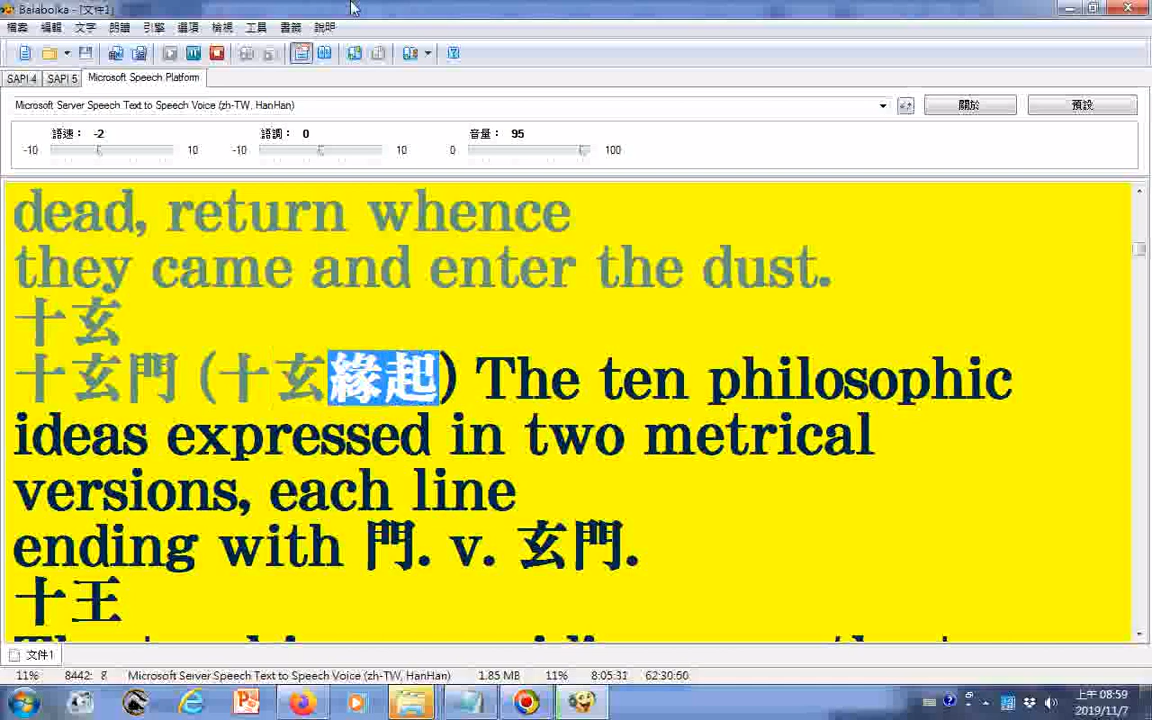 Balabolka - [文件1]
檔案 編輯 文字 朗讀 引擎 選項 檢視 工具 書籤 說明
SAPI 4 SAPI 5 Microsoft Speech Platform
Microsoft Server Speech Text to Speech Voice (zh-TW, HanHan) 關於 預設
語速： -2 語調： 0 音量： 95
-10 10 -10 10 0 100
dead, return whence
they came and enter the dust.
十玄
十玄門 (十玄緣起) The ten philosophic
ideas expressed in two metrical
versions, each line
ending with 門. v. 玄門.
十王
文件1
11% 8442: 8 Microsoft Server Speech Text to Speech Voice (zh-TW, HanHan) 1.85 MB 11% 8:05:31 62:30:50
上午 08:59
2019/11/7